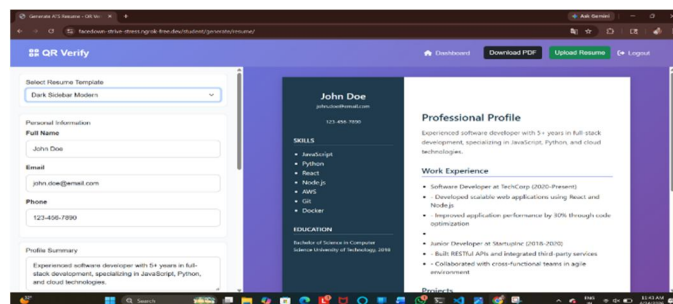 Generate ATS Resume - QR Ver
Ask Gemini
facedown-strive-street.ngrok-free.dev/student/generate/resume/
QR Verify
Dashboard
Download PDF
Upload Resume
Logout
Select Resume Template
Dark Sidebar Modern
Personal Information
Full Name
John Doe
Email
john.doe@email.com
Phone
123-456-7890
Profile Summary
Experienced software developer with 5+ years in full-
stack development, specializing in JavaScript, Python,
and cloud technologies.
John Doe
john.doe@email.com
123-456-7890
SKILLS
• JavaScript
• Python
• React
• Node.js
• AWS
• Git
• Docker
EDUCATION
Bachelor of Science in Computer
Science University of Technology, 2018
Professional Profile
Experienced software developer with 5+ years in full-stack
development, specializing in JavaScript, Python, and cloud
technologies.
Work Experience
• Software Developer at TechCorp (2020-Present)
• - Developed scalable web applications using React and
Node.js
• - Improved application performance by 30% through code
optimization
•
• Junior Developer at StartupInc (2018-2020)
• - Built RESTful APIs and integrated third-party services
• - Collaborated with cross-functional teams in agile
environment
Projects
Search
ENG
11:43 AM